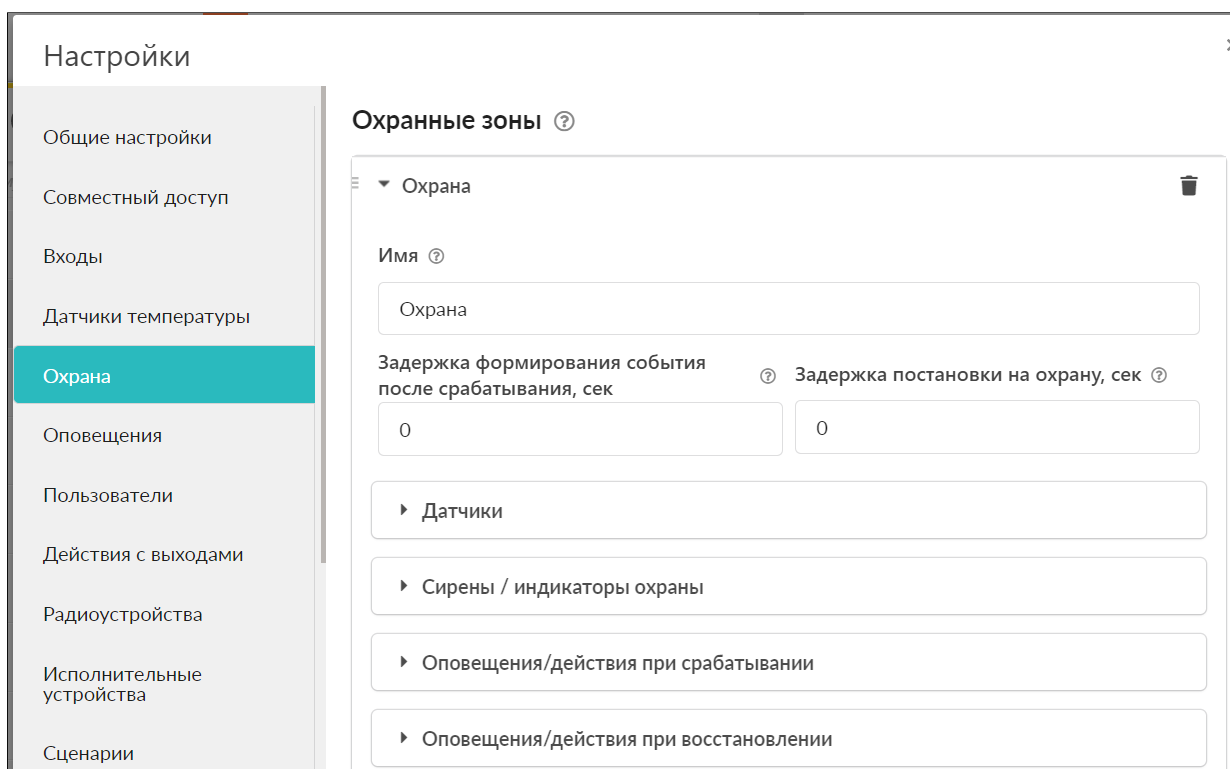 Настройки
Общие настройки
Совместный доступ
Входы
Датчики температуры
Охрана
Оповещения
Пользователи
Действия с выходами
Радиоустройства
Исполнительные
устройства
Сценарии
Охранные зоны
Охрана
Имя
Охрана
Задержка формирования события
после срабатывания, сек
0
Задержка постановки на охрану, сек
0
Датчики
Сирены / индикаторы охраны
Оповещения/действия при срабатывании
Оповещения/действия при восстановлении